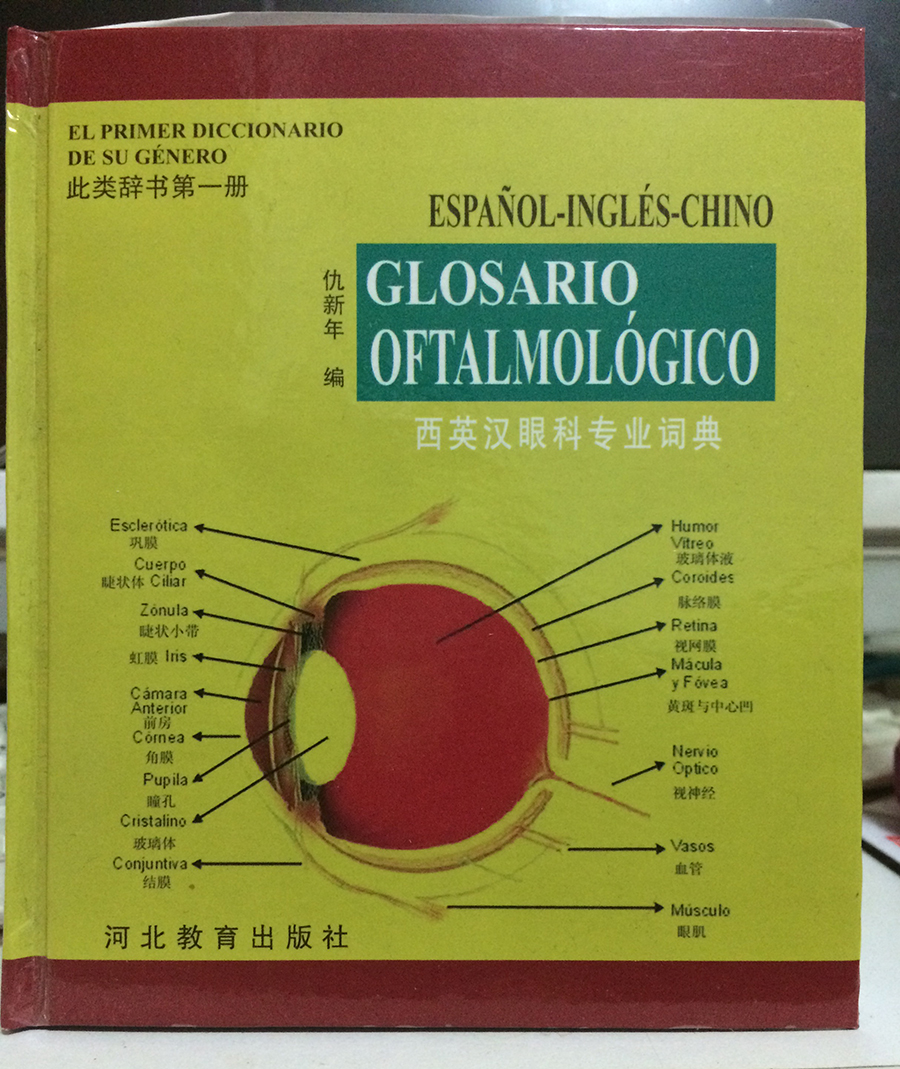 EL PRIMER DICCIONARIO
DE SU GÉNERO
此类辞书第一册
ESPAÑOL-INGLÉS-CHINO
GLOSARIO
OFTALMOLÓGICO
仇新年 编
西英汉眼科专业词典
Esclerótica
巩膜
Cuerpo
睫状体 Ciliar
Zónula
睫状小带
虹膜 Iris
Cámara
Anterior
前房
Córnea
角膜
Pupila
瞳孔
Cristalino
玻璃体
Conjuntiva
结膜
Humor
Vitreo
玻璃体液
Coroides
脉络膜
Retina
视网膜
Mácula
y Fóvea
黄斑与中心凹
Nervio
Optico
视神经
Vasos
血管
Músculo
眼肌
河北教育出版社